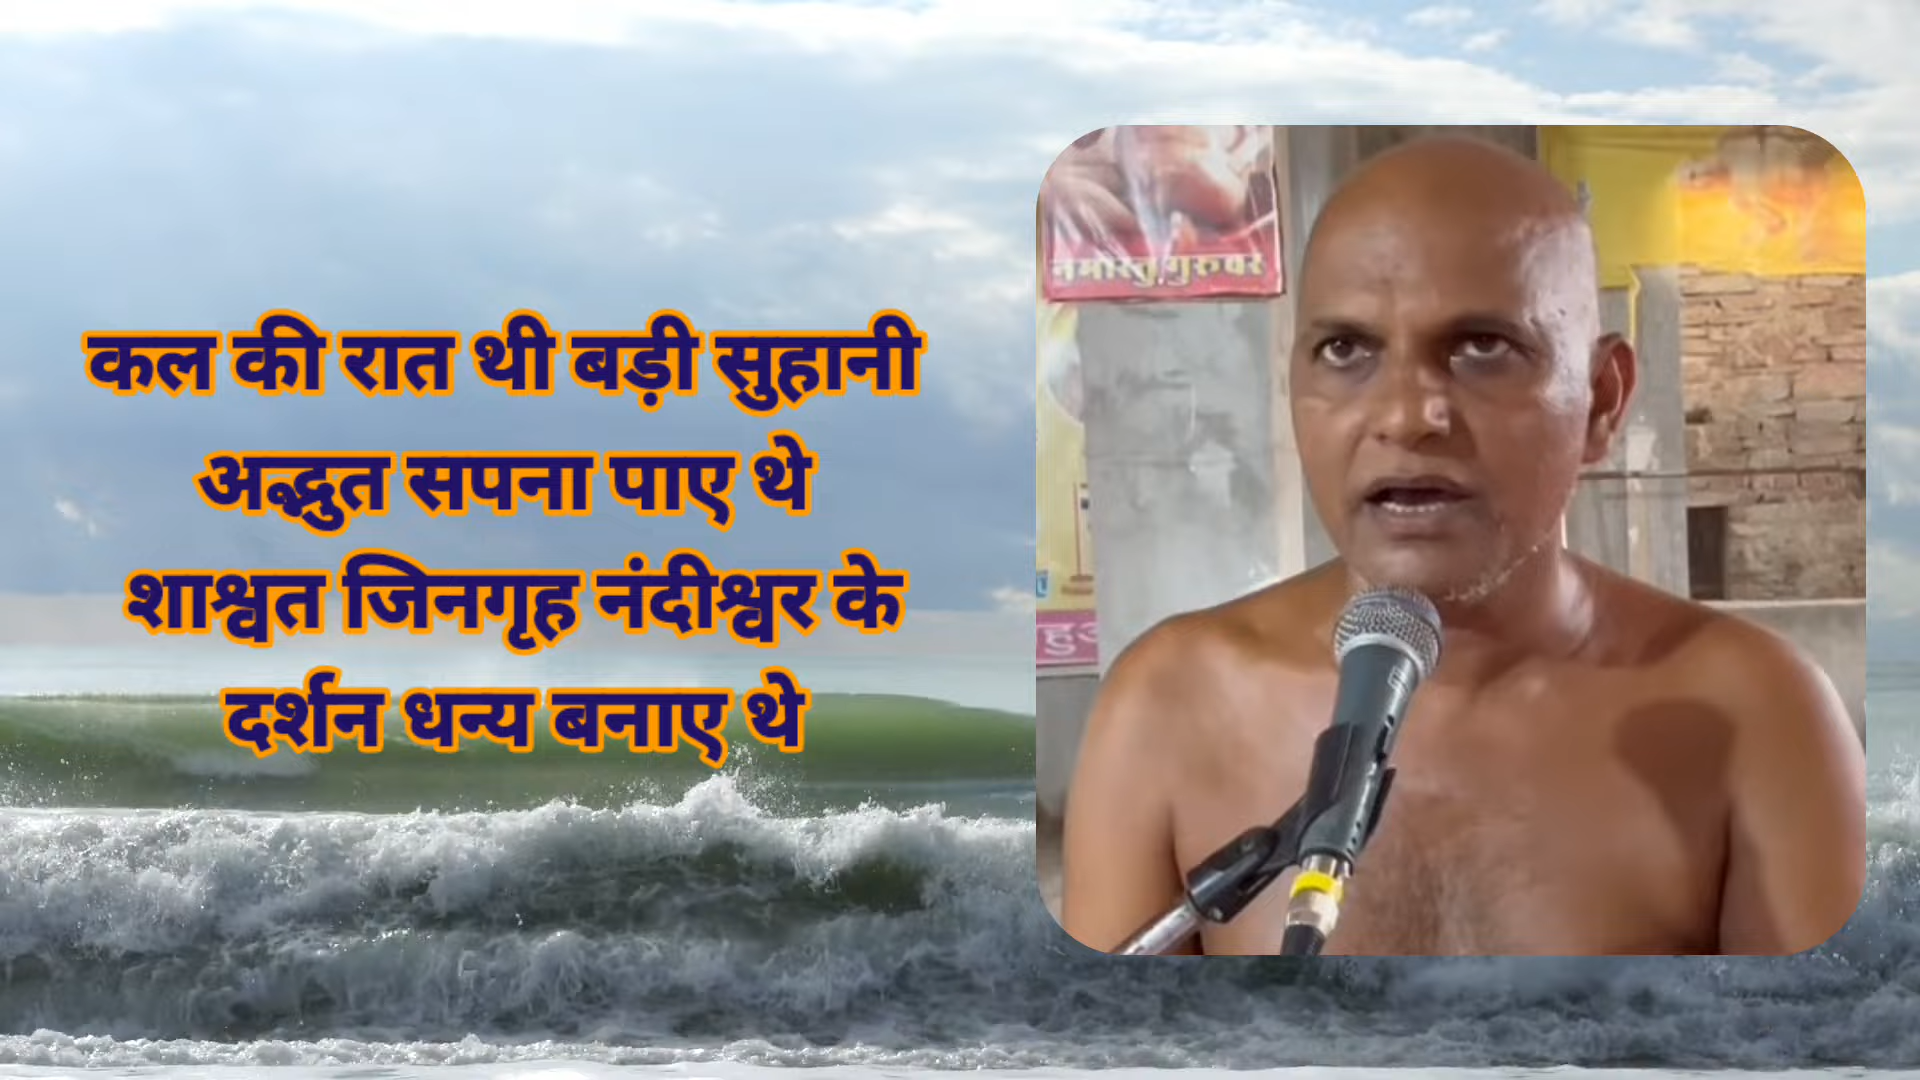 कल की रात थी बड़ी सुहानी
अद्भुत सपना पाए थे
शाश्वत जिनगृह नंदीश्वर के
दर्शन धन्य बनाए थे
नमोस्तु गुरुवर